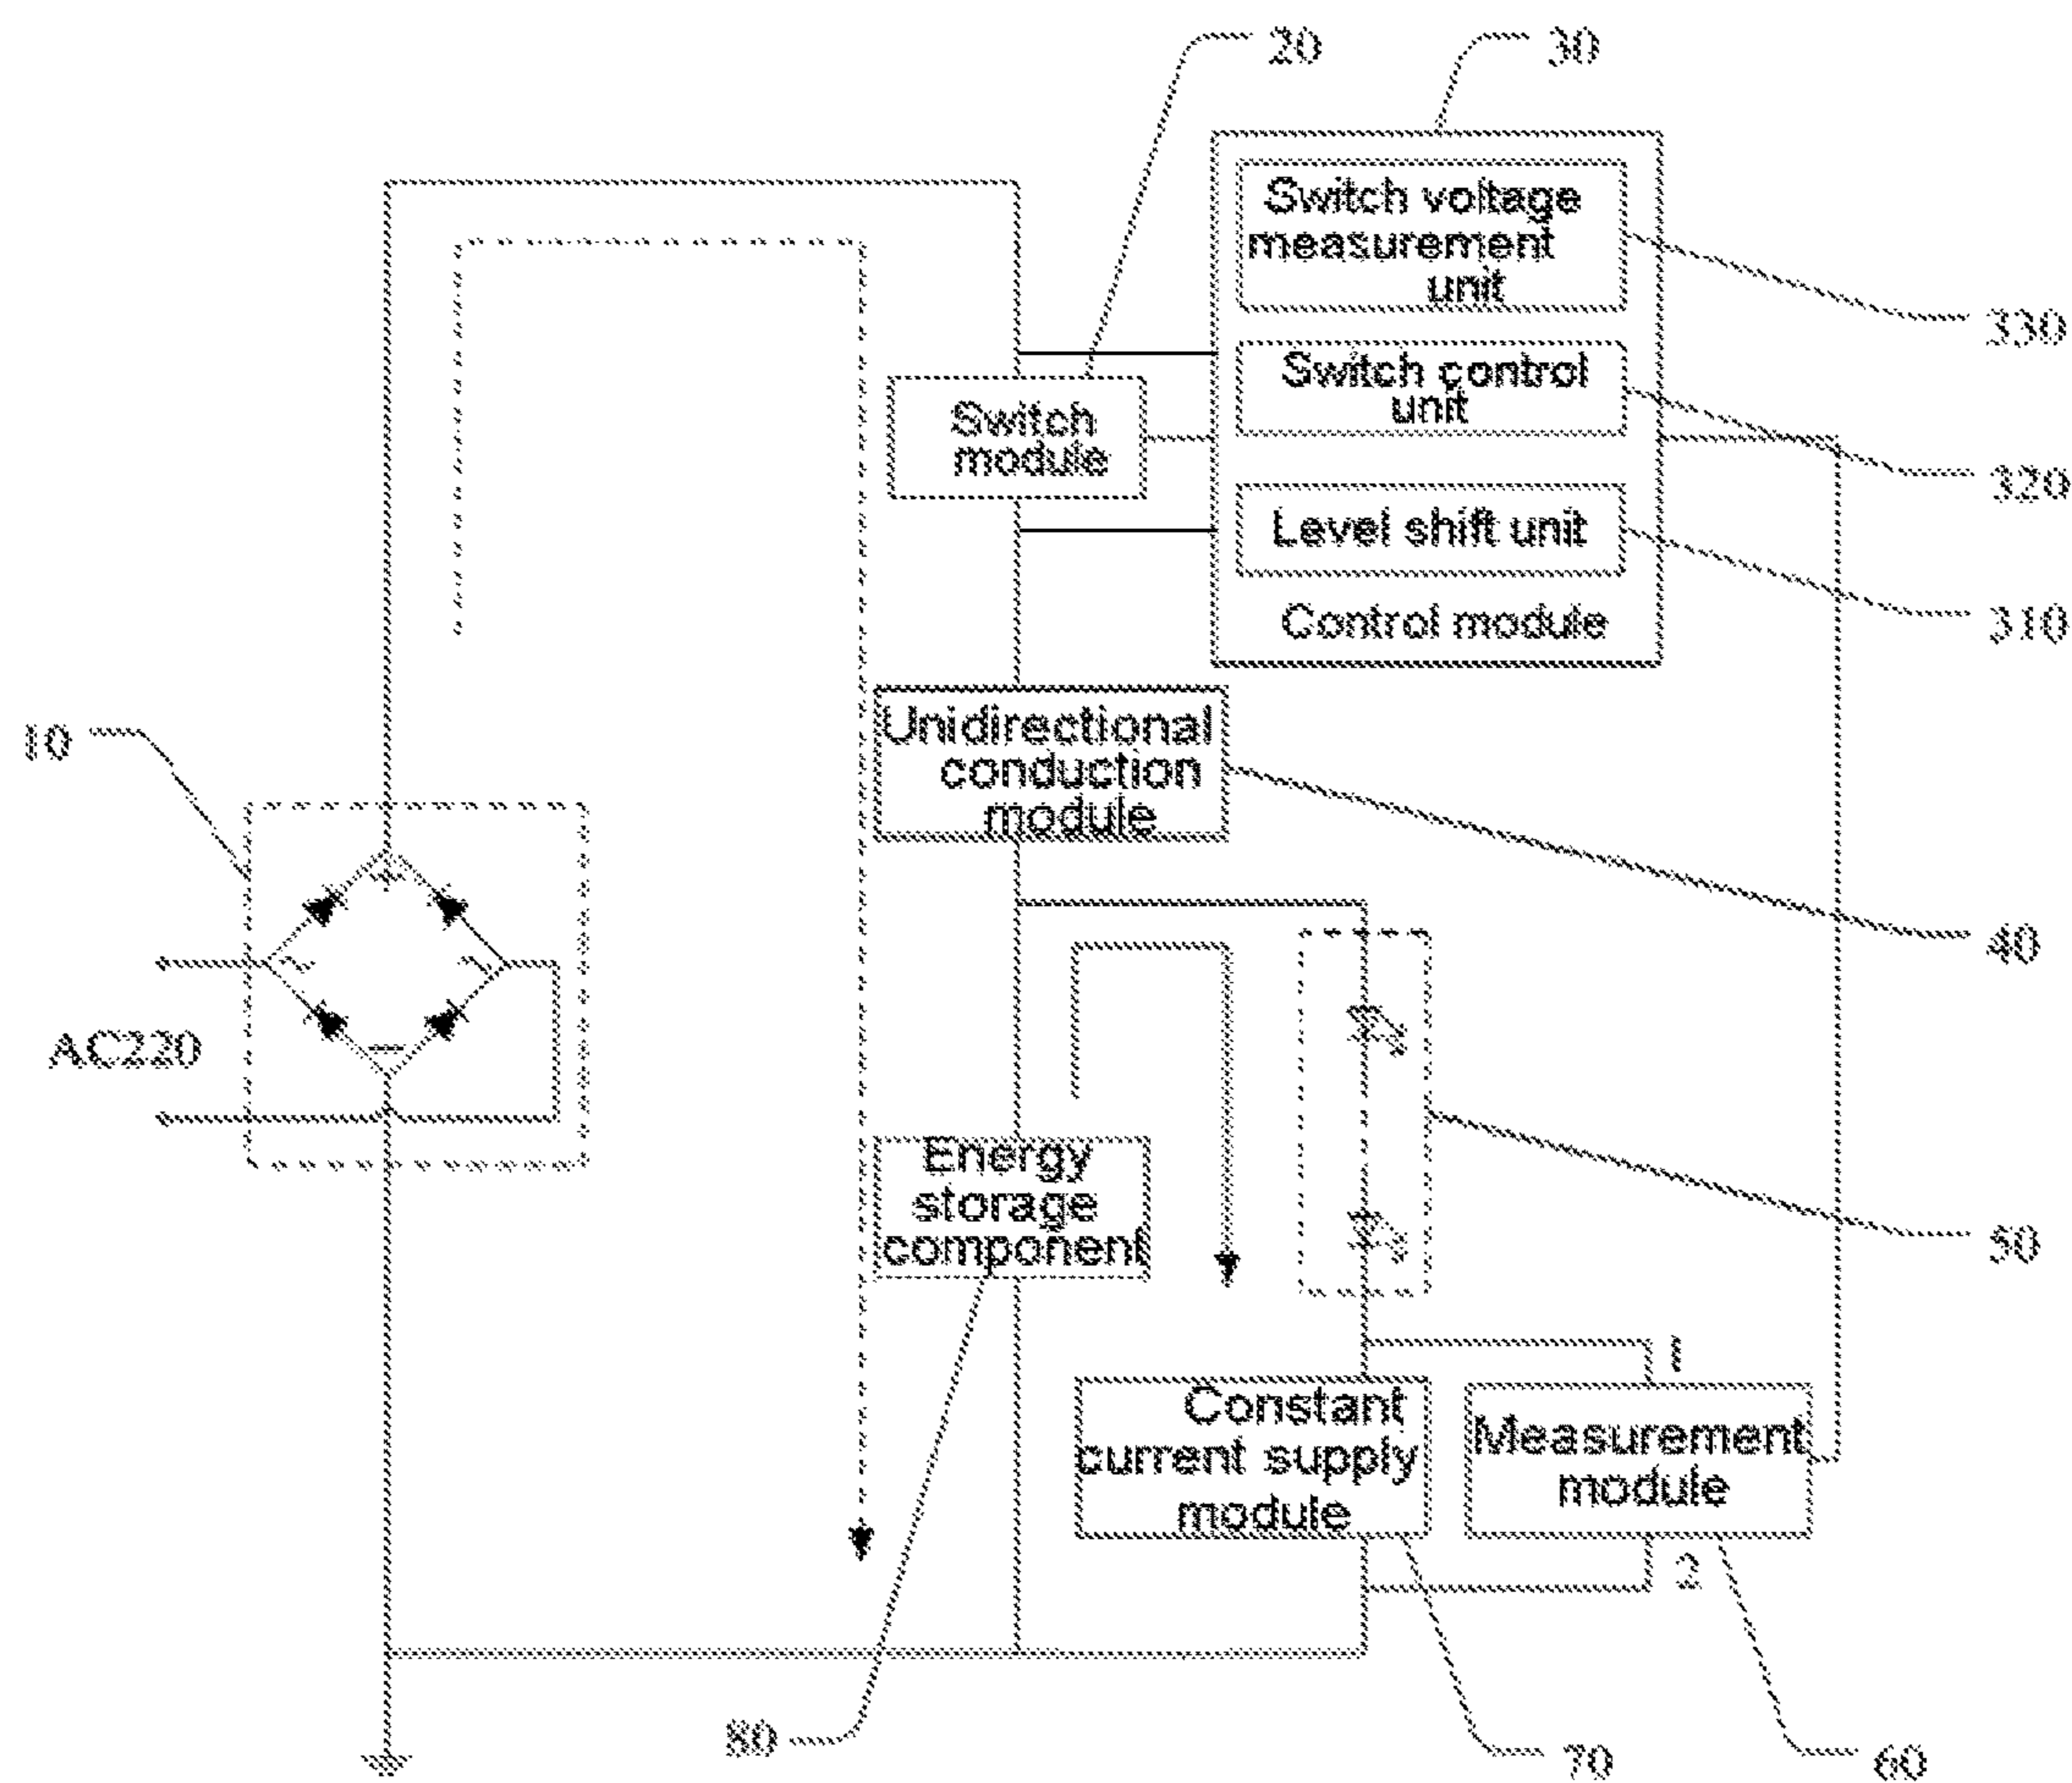 20
30
Switch voltage
measurement
unit
330
Switch control
unit
Switch
module
320
Level shift unit
310
Control module
10
Unidirectional
conduction
module
40
AC220
Energy
storage
component
50
1
Constant
current supply
module
Measurement
module
2
80
70
60